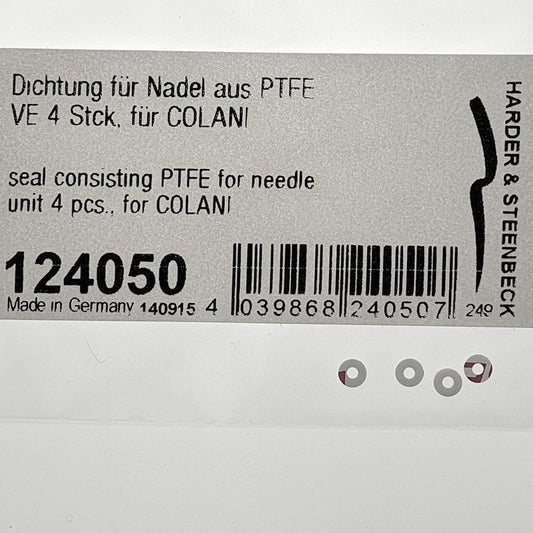 Dichtung für Nadel aus PTFE
VE 4 Stck, für COLANI
seal consisting PTFE for needle
unit 4 pcs., for COLANI
124050
Made in Germany 140915
4 039868 240507
249
HARDER & STEENBECK